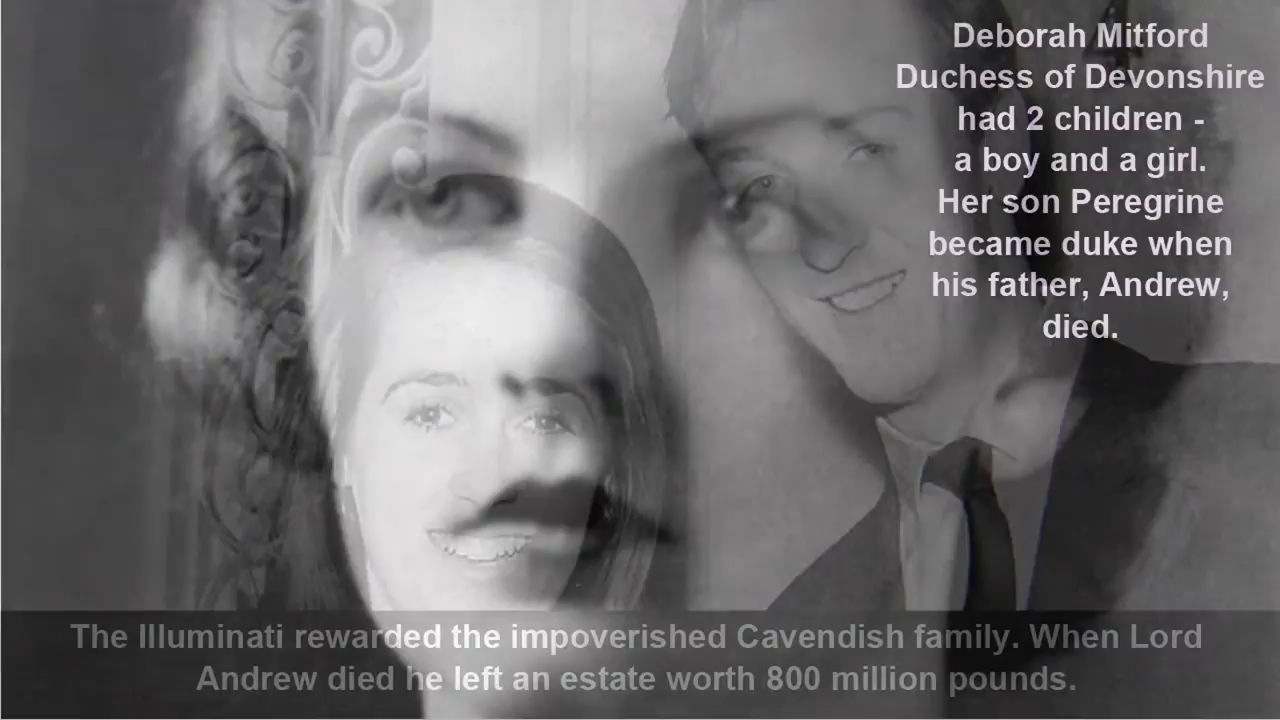 Deborah Mitford
Duchess of Devonshire
had 2 children -
a boy and a girl.
Her son Peregrine
became duke when
his father, Andrew,
died.
The Illuminati rewarded the impoverished Cavendish family. When Lord
Andrew died he left an estate worth 800 million pounds.